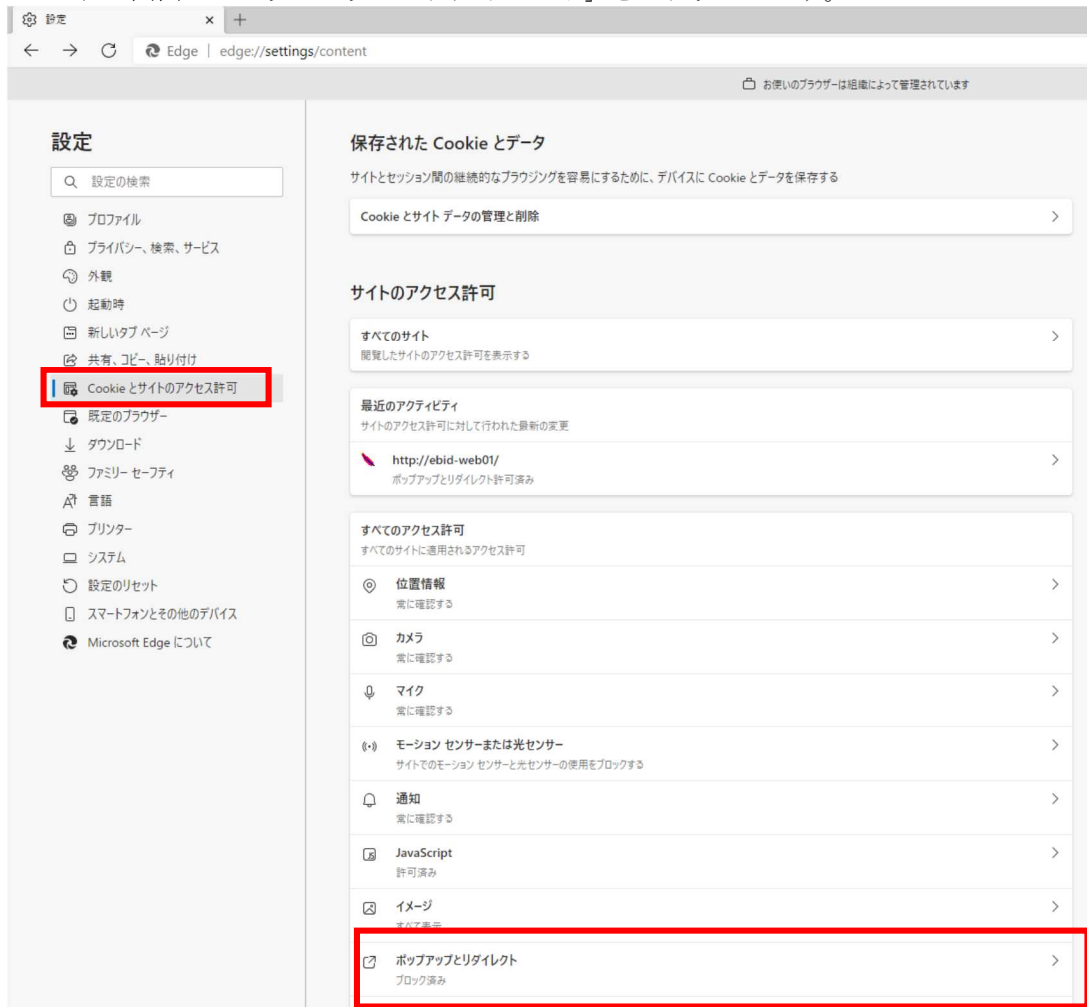 設定
Edge | edge://settings/content
お使いのブラウザーは組織によって管理されています
設定
設定の検索
プロファイル
プライバシー、検索、サービス
外観
起動時
新しいタブ ページ
共有、コピー、貼り付け
Cookie とサイトのアクセス許可
既定のブラウザー
ダウンロード
ファミリー セーフティ
言語
プリンター
システム
設定のリセット
スマートフォンとその他のデバイス
Microsoft Edge について
保存された Cookie とデータ
サイトとセッション間の継続的なブラウジングを容易にするために、デバイスに Cookie とデータを保存する
Cookie とサイト データの管理と削除
サイトのアクセス許可
すべてのサイト
閲覧したサイトのアクセス許可を表示する
最近のアクティビティ
サイトのアクセス許可に対して行われた最新の変更
http://ebid-web01/
ポップアップとリダイレクト許可済み
すべてのアクセス許可
すべてのサイトに適用されるアクセス許可
位置情報
常に確認する
カメラ
常に確認する
マイク
常に確認する
モーション センサーまたは光センサー
サイトでのモーション センサーと光センサーの使用をブロックする
通知
常に確認する
JavaScript
許可済み
イメージ
すべて表示
ポップアップとリダイレクト
ブロック済み